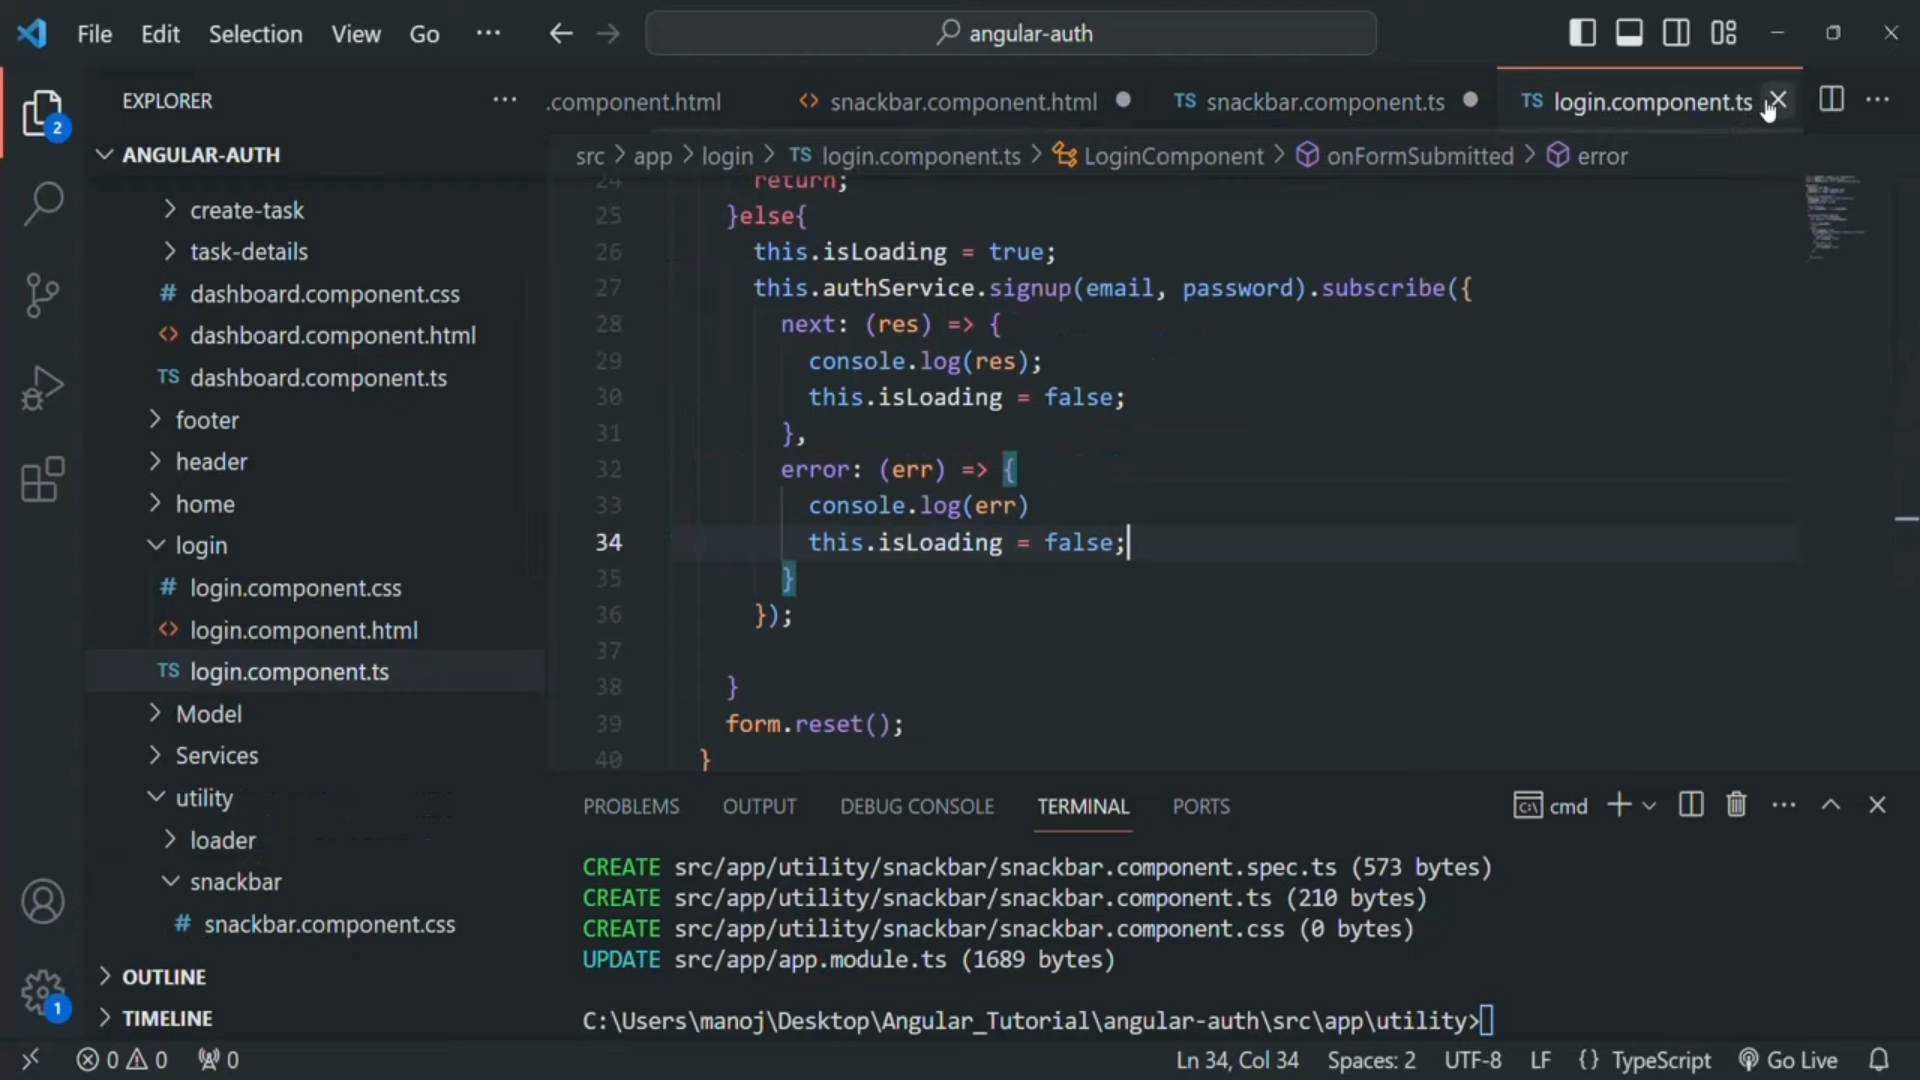 File Edit Selection View Go ··· angular-auth
EXPLORER ···
.component.html snackbar.component.html TS snackbar.component.ts TS login.component.ts ···
ANGULAR-AUTH
src > app > login > TS login.component.ts > LoginComponent > onFormSubmitted > error
create-task
task-details
# dashboard.component.css
<> dashboard.component.html
TS dashboard.component.ts
footer
header
home
login
# login.component.css
<> login.component.html
TS login.component.ts
Model
Services
utility
loader
snackbar
# snackbar.component.css
OUTLINE
TIMELINE
24 return;
25 }else{
26 this.isLoading = true;
27 this.authService.signup(email, password).subscribe({
28 next: (res) => {
29 console.log(res);
30 this.isLoading = false;
31 },
32 error: (err) => {
33 console.log(err)
34 this.isLoading = false;
35 }
36 });
37
38 }
39 form.reset();
40 }
PROBLEMS OUTPUT DEBUG CONSOLE TERMINAL PORTS cmd ···
CREATE src/app/utility/snackbar/snackbar.component.spec.ts (573 bytes)
CREATE src/app/utility/snackbar/snackbar.component.ts (210 bytes)
CREATE src/app/utility/snackbar/snackbar.component.css (0 bytes)
UPDATE src/app/app.module.ts (1689 bytes)
C:\Users\manoj\Desktop\Angular_Tutorial\angular-auth\src\app\utility>
2
1
0 0 0 Ln 34, Col 34 Spaces: 2 UTF-8 LF {} TypeScript Go Live